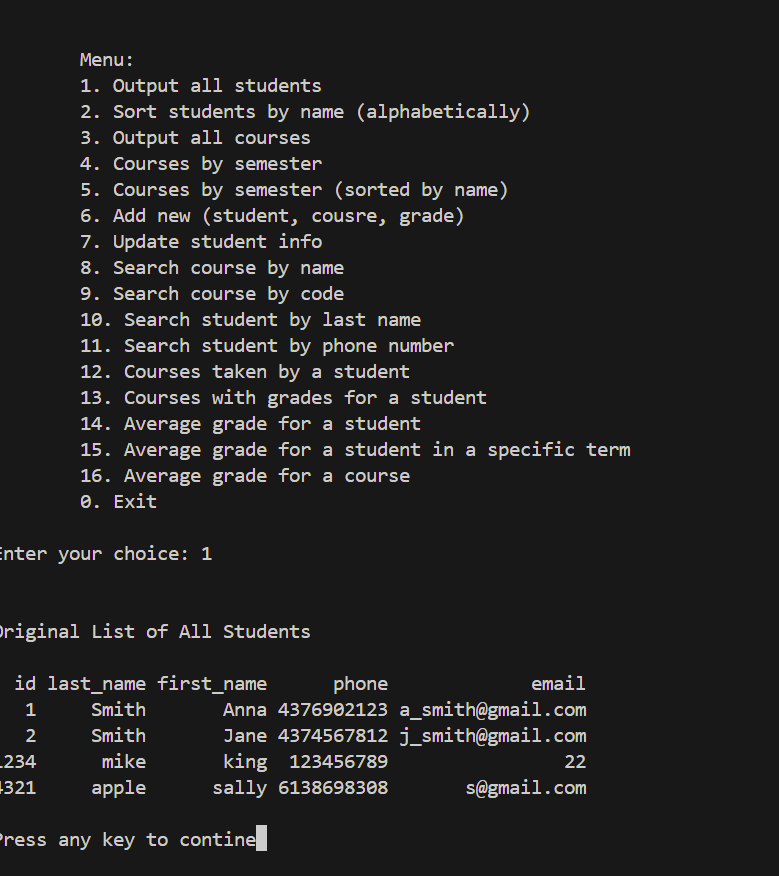 Menu:
1. Output all students
2. Sort students by name (alphabetically)
3. Output all courses
4. Courses by semester
5. Courses by semester (sorted by name)
6. Add new (student, cousre, grade)
7. Update student info
8. Search course by name
9. Search course by code
10. Search student by last name
11. Search student by phone number
12. Courses taken by a student
13. Courses with grades for a student
14. Average grade for a student
15. Average grade for a student in a specific term
16. Average grade for a course
0. Exit
Enter your choice: 1
Original List of All Students
id last_name first_name phone email
1 Smith Anna 4376902123 a_smith@gmail.com
2 Smith Jane 4374567812 j_smith@gmail.com
1234 mike king 123456789 22
4321 apple sally 6138698308 s@gmail.com
Press any key to contine